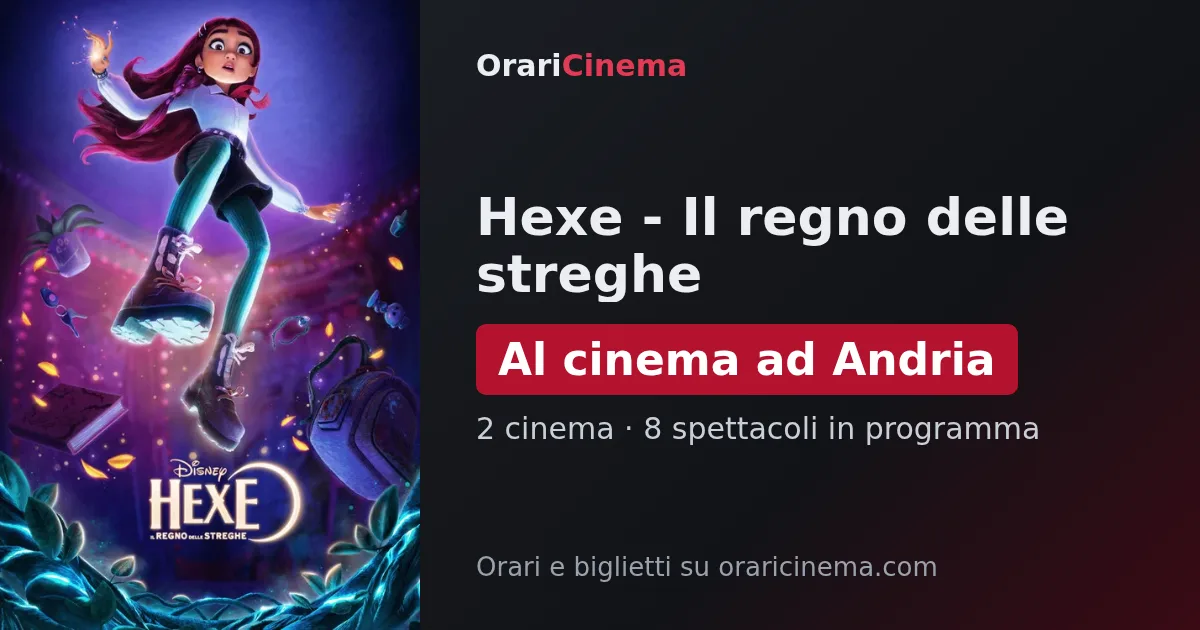 OrariCinema
Hexe - Il regno delle
streghe
Al cinema ad Andria
2 cinema · 8 spettacoli in programma
Orari e biglietti su oraricinema.com
Disney
HEXE
IL REGNO DELLE STREGHE